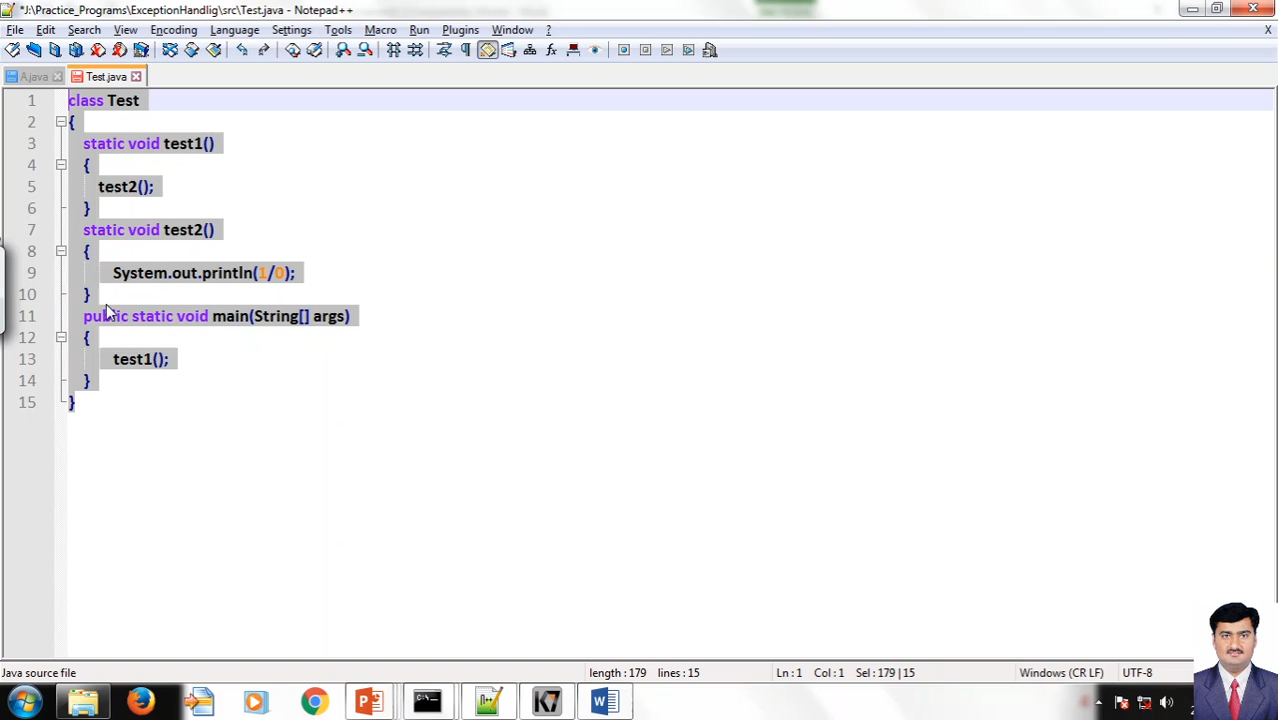 *J:\Practice_Programs\ExceptionHandlig\src\Test.java - Notepad++
File Edit Search View Encoding Language Settings Tools Macro Run Plugins Window ? X
A.java Test.java
1 class Test
2 {
3 static void test1()
4 {
5 test2();
6 }
7 static void test2()
8 {
9 System.out.println(1/0);
10 }
11 public static void main(String[] args)
12 {
13 test1();
14 }
15 }
Java source file length : 179 lines : 15 Ln : 1 Col : 1 Sel : 179 | 15 Windows (CR LF) UTF-8